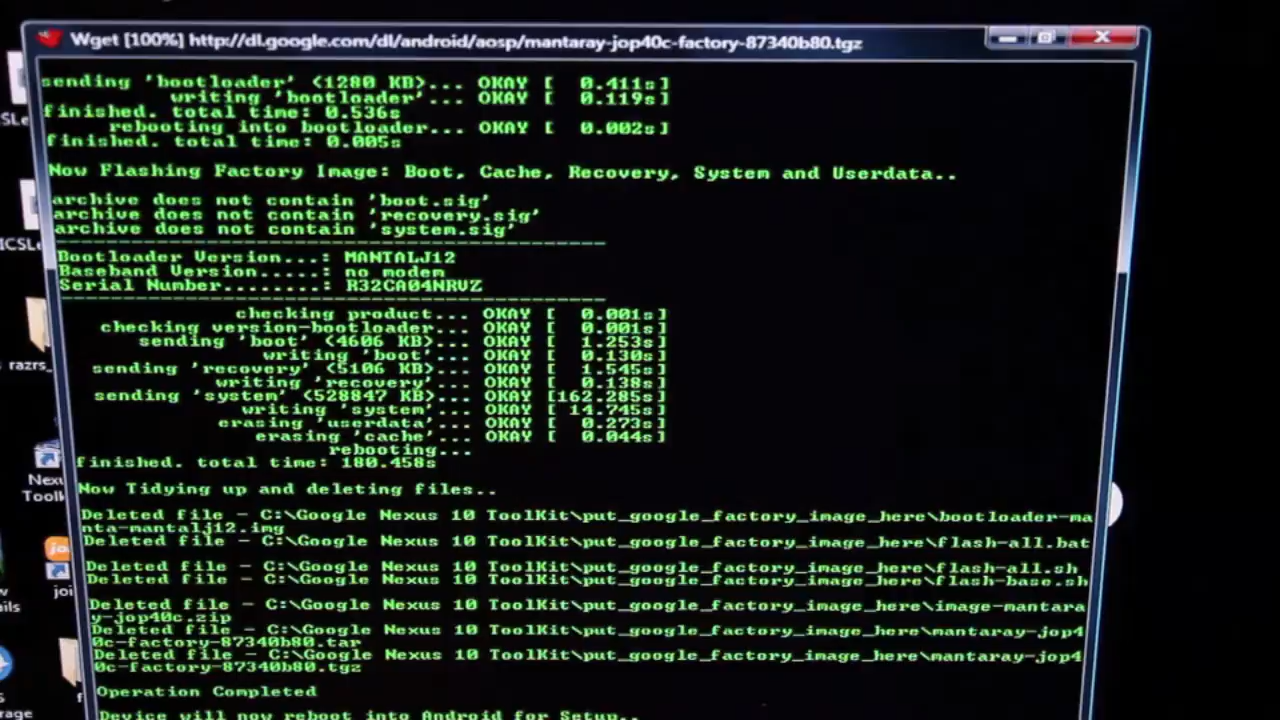 Wget [100%] http://dl.google.com/dl/android/aosp/mantaray-jop40c-factory-87340b80.tgz
sending 'bootloader' (1280 KB)... OKAY [  0.411s]
writing 'bootloader'... OKAY [  0.119s]
finished. total time: 0.536s
rebooting into bootloader... OKAY [  0.002s]
finished. total time: 0.005s
Now Flashing Factory Image: Boot, Cache, Recovery, System and Userdata..
archive does not contain 'boot.sig'
archive does not contain 'recovery.sig'
archive does not contain 'system.sig'
--------------------------------------------
Bootloader Version...: MANTALJ12
Baseband Version.....: no modem
Serial Number........: R32CA04NRVZ
--------------------------------------------
checking product... OKAY [  0.001s]
checking version-bootloader... OKAY [  0.001s]
sending 'boot' (4606 KB)... OKAY [  1.253s]
writing 'boot'... OKAY [  0.130s]
sending 'recovery' (5106 KB)... OKAY [  1.545s]
writing 'recovery'... OKAY [  0.138s]
sending 'system' (528847 KB)... OKAY [162.285s]
writing 'system'... OKAY [ 14.745s]
erasing 'userdata'... OKAY [  0.273s]
erasing 'cache'... OKAY [  0.044s]
rebooting...
finished. total time: 180.458s
Now Tidying up and deleting files..
Deleted file - C:\Google Nexus 10 ToolKit\put_google_factory_image_here\bootloader-ma
nta-mantalj12.img
Deleted file - C:\Google Nexus 10 ToolKit\put_google_factory_image_here\flash-all.bat
Deleted file - C:\Google Nexus 10 ToolKit\put_google_factory_image_here\flash-all.sh
Deleted file - C:\Google Nexus 10 ToolKit\put_google_factory_image_here\flash-base.sh
Deleted file - C:\Google Nexus 10 ToolKit\put_google_factory_image_here\image-mantara
y-jop40c.zip
Deleted file - C:\Google Nexus 10 ToolKit\put_google_factory_image_here\mantaray-jop4
0c-factory-87340b80.tar
Deleted file - C:\Google Nexus 10 ToolKit\put_google_factory_image_here\mantaray-jop4
0c-factory-87340b80.tgz
Operation Completed
Device will now reboot into Android for Setup..
razrs_
Nexu
Toolk
joi